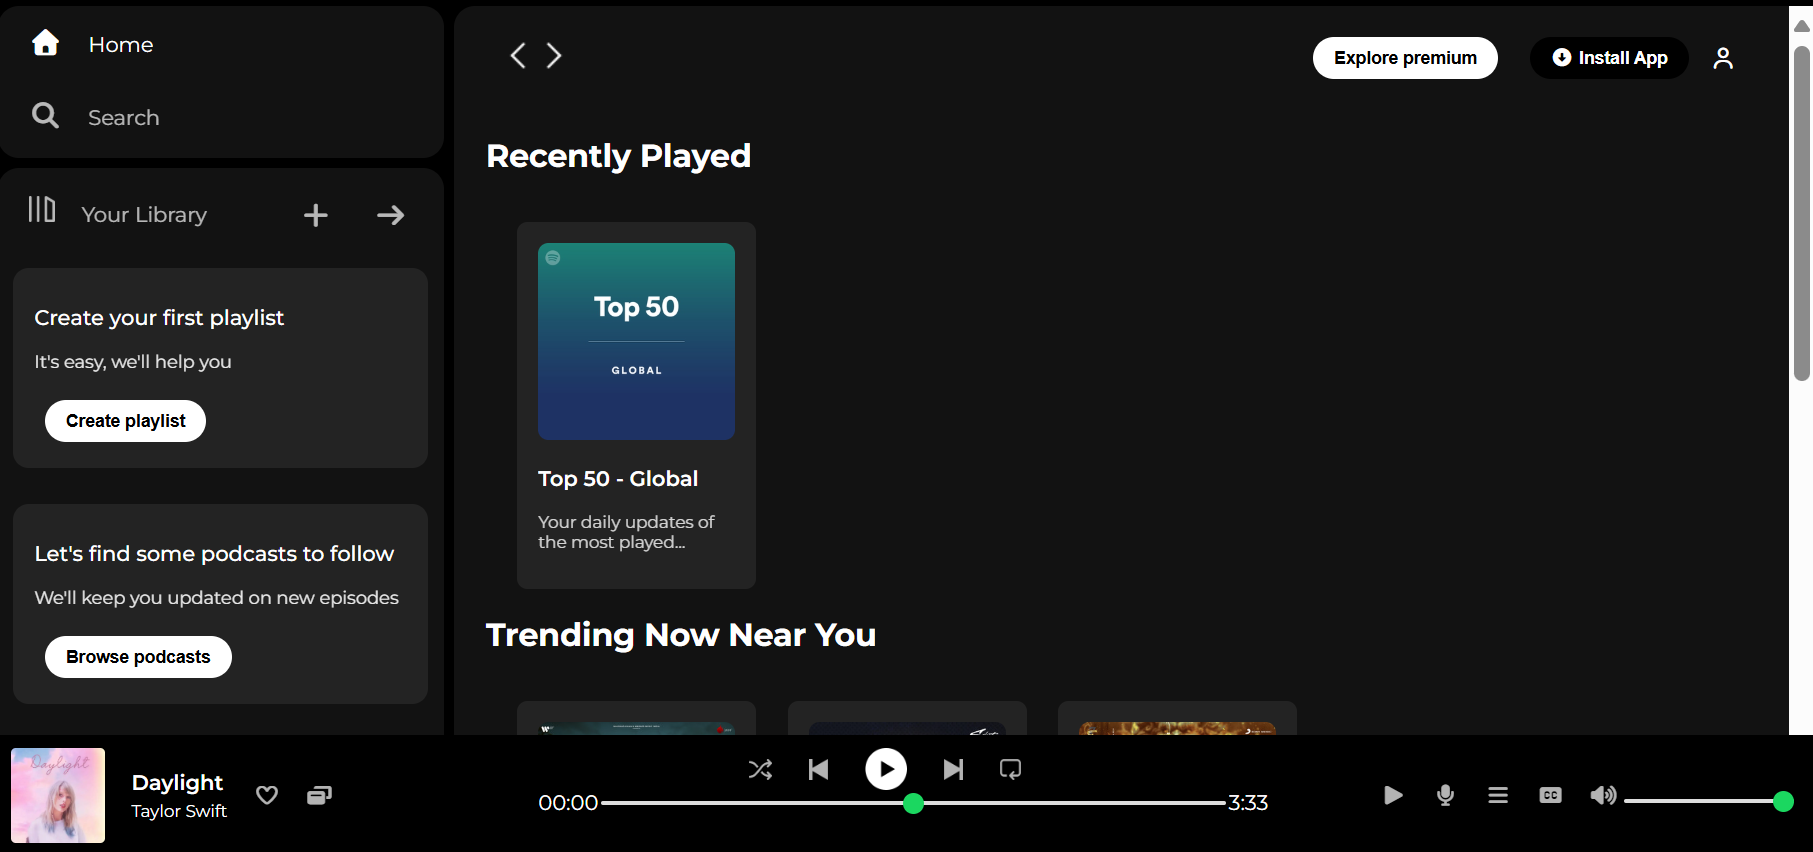 Home
Search
Your Library
Create your first playlist
It's easy, we'll help you
Create playlist
Let's find some podcasts to follow
We'll keep you updated on new episodes
Browse podcasts
Explore premium
Install App
Recently Played
Top 50
GLOBAL
Top 50 - Global
Your daily updates of
the most played...
Trending Now Near You
Daylight
Daylight
Taylor Swift
00:00
3:33
CC